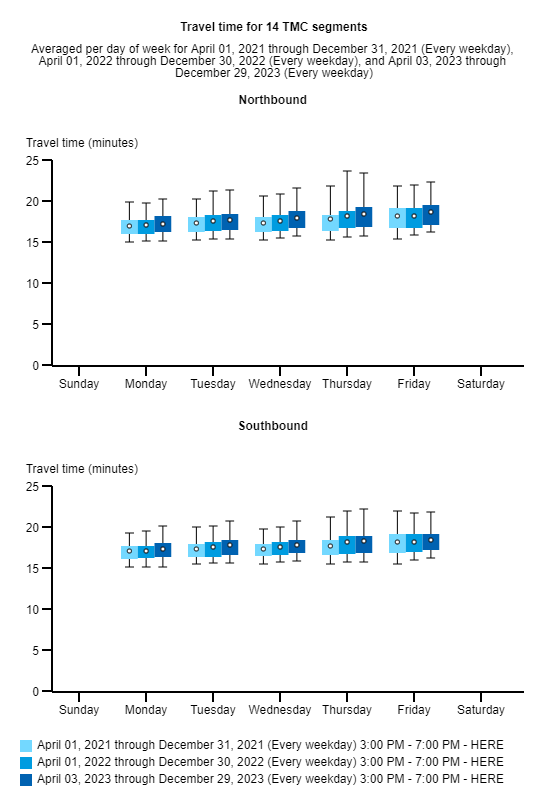 Travel time for 14 TMC segments
Averaged per day of week for April 01, 2021 through December 31, 2021 (Every weekday),
April 01, 2022 through December 30, 2022 (Every weekday), and April 03, 2023 through
December 29, 2023 (Every weekday)
Northbound
Travel time (minutes)
25
20
15
10
5
0
Sunday Monday Tuesday Wednesday Thursday Friday Saturday
Southbound
Travel time (minutes)
25
20
15
10
5
0
Sunday Monday Tuesday Wednesday Thursday Friday Saturday
April 01, 2021 through December 31, 2021 (Every weekday) 3:00 PM - 7:00 PM - HERE
April 01, 2022 through December 30, 2022 (Every weekday) 3:00 PM - 7:00 PM - HERE
April 03, 2023 through December 29, 2023 (Every weekday) 3:00 PM - 7:00 PM - HERE